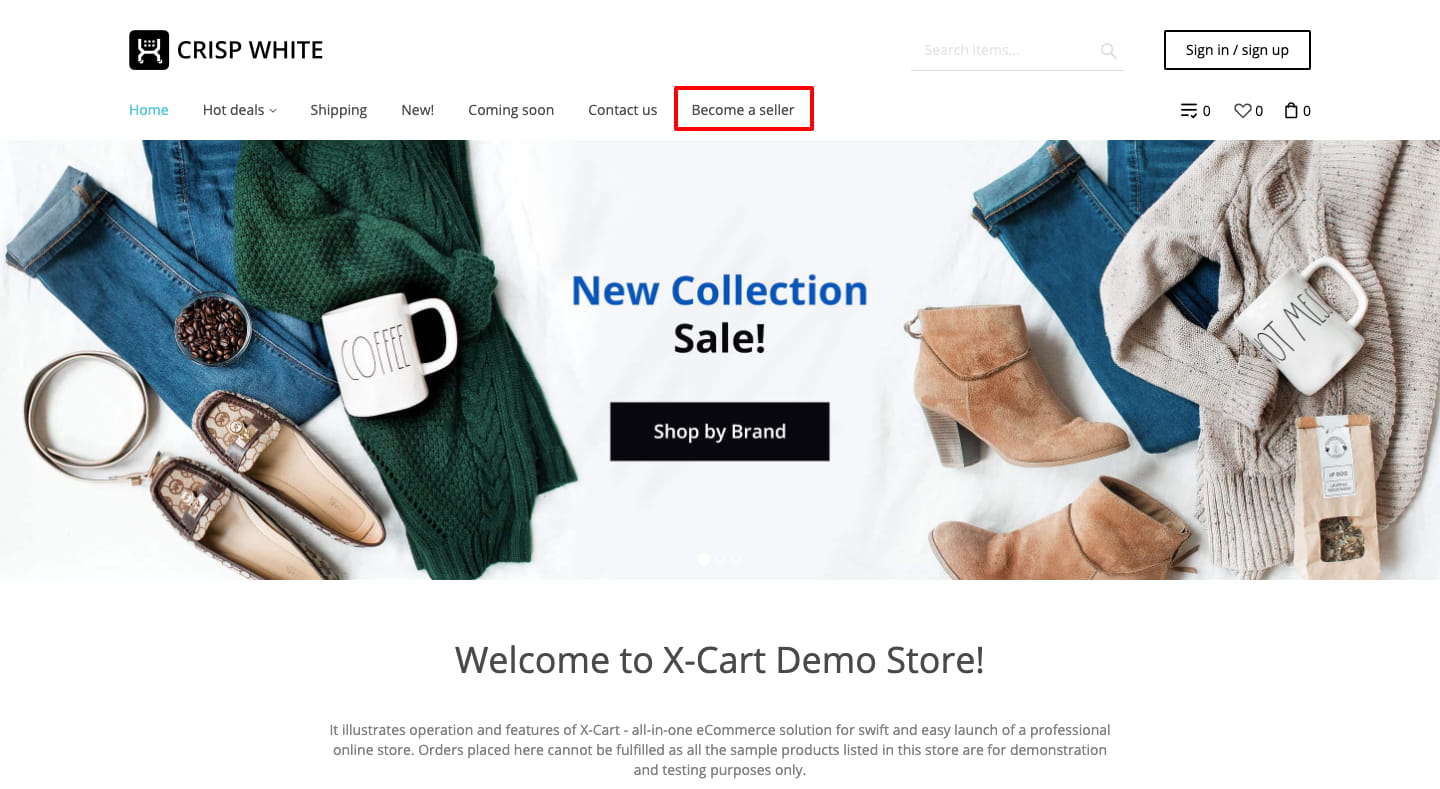 CRISP WHITE
Search items...
Sign in / sign up
Home Hot deals Shipping New! Coming soon Contact us Become a seller
0 0 0
New Collection
Sale!
Shop by Brand
COFFEE
Welcome to X-Cart Demo Store!
It illustrates operation and features of X-Cart - all-in-one eCommerce solution for swift and easy launch of a professional
online store. Orders placed here cannot be fulfilled as all the sample products listed in this store are for demonstration
and testing purposes only.